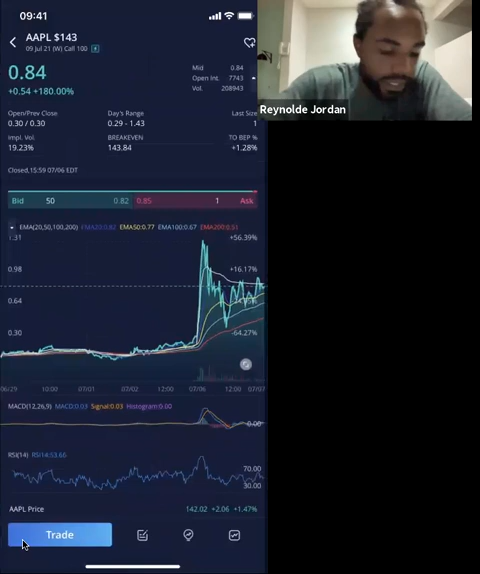 09:41
AAPL $143
09 Jul 21 (W) Call 100
0.84
+0.54 +180.00%
Mid 0.84
Open Int. 7743
Vol. 208943
Open/Prev Close
0.30 / 0.30
Day's Range
0.29 - 1.43
Last Size
1
Impl. Vol.
19.23%
BREAKEVEN
143.84
TO BEP %
+1.28%
Closed,15:59 07/06 EDT
Bid 50 0.82 0.85 1 Ask
EMA(20,50,100,200) EMA20:0.82 EMA50:0.77 EMA100:0.67 EMA200:0.51
1.31 +56.39%
0.98 +16.17%
0.64
0.30 -64.27%
06/29 10:00 07/01 07/02 12:00 07/06 12:00 07/07
MACD(12,26,9) MACD:0.03 Signal:0.03 Histogram:0.00
0.00
RSI(14) RSI14:53.66
70.00
30.00
AAPL Price 142.02 +2.06 +1.47%
Trade
Reynolde Jordan